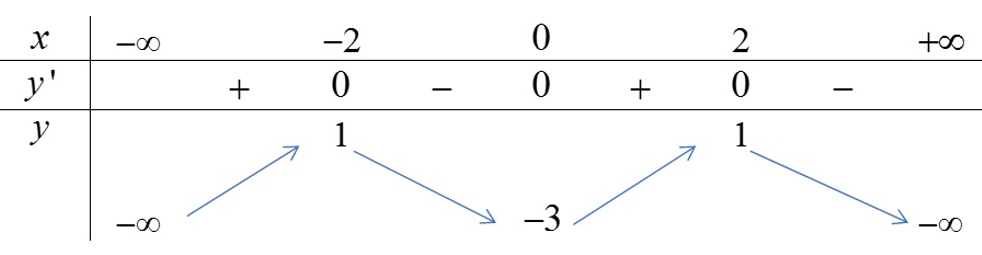 x −∞ −2 0 2 +∞
y' + 0 − 0 + 0 −
y 1 1
−∞ −3 −∞